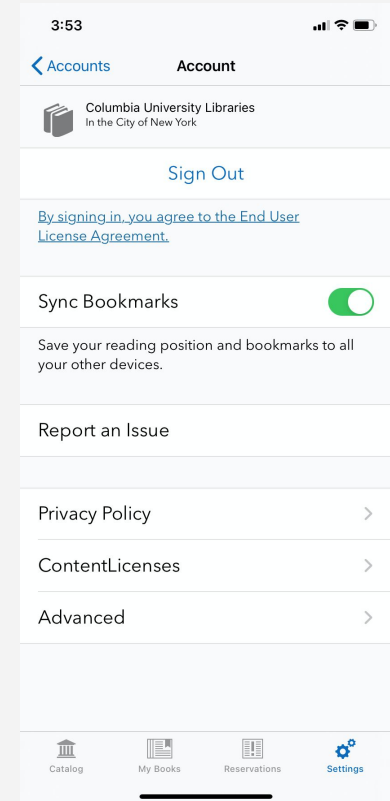 3:53
Accounts
Account
Columbia University Libraries
In the City of New York
Sign Out
By signing in, you agree to the End User
License Agreement.
Sync Bookmarks
Save your reading position and bookmarks to all
your other devices.
Report an Issue
Privacy Policy
ContentLicenses
Advanced
Catalog
My Books
Reservations
Settings